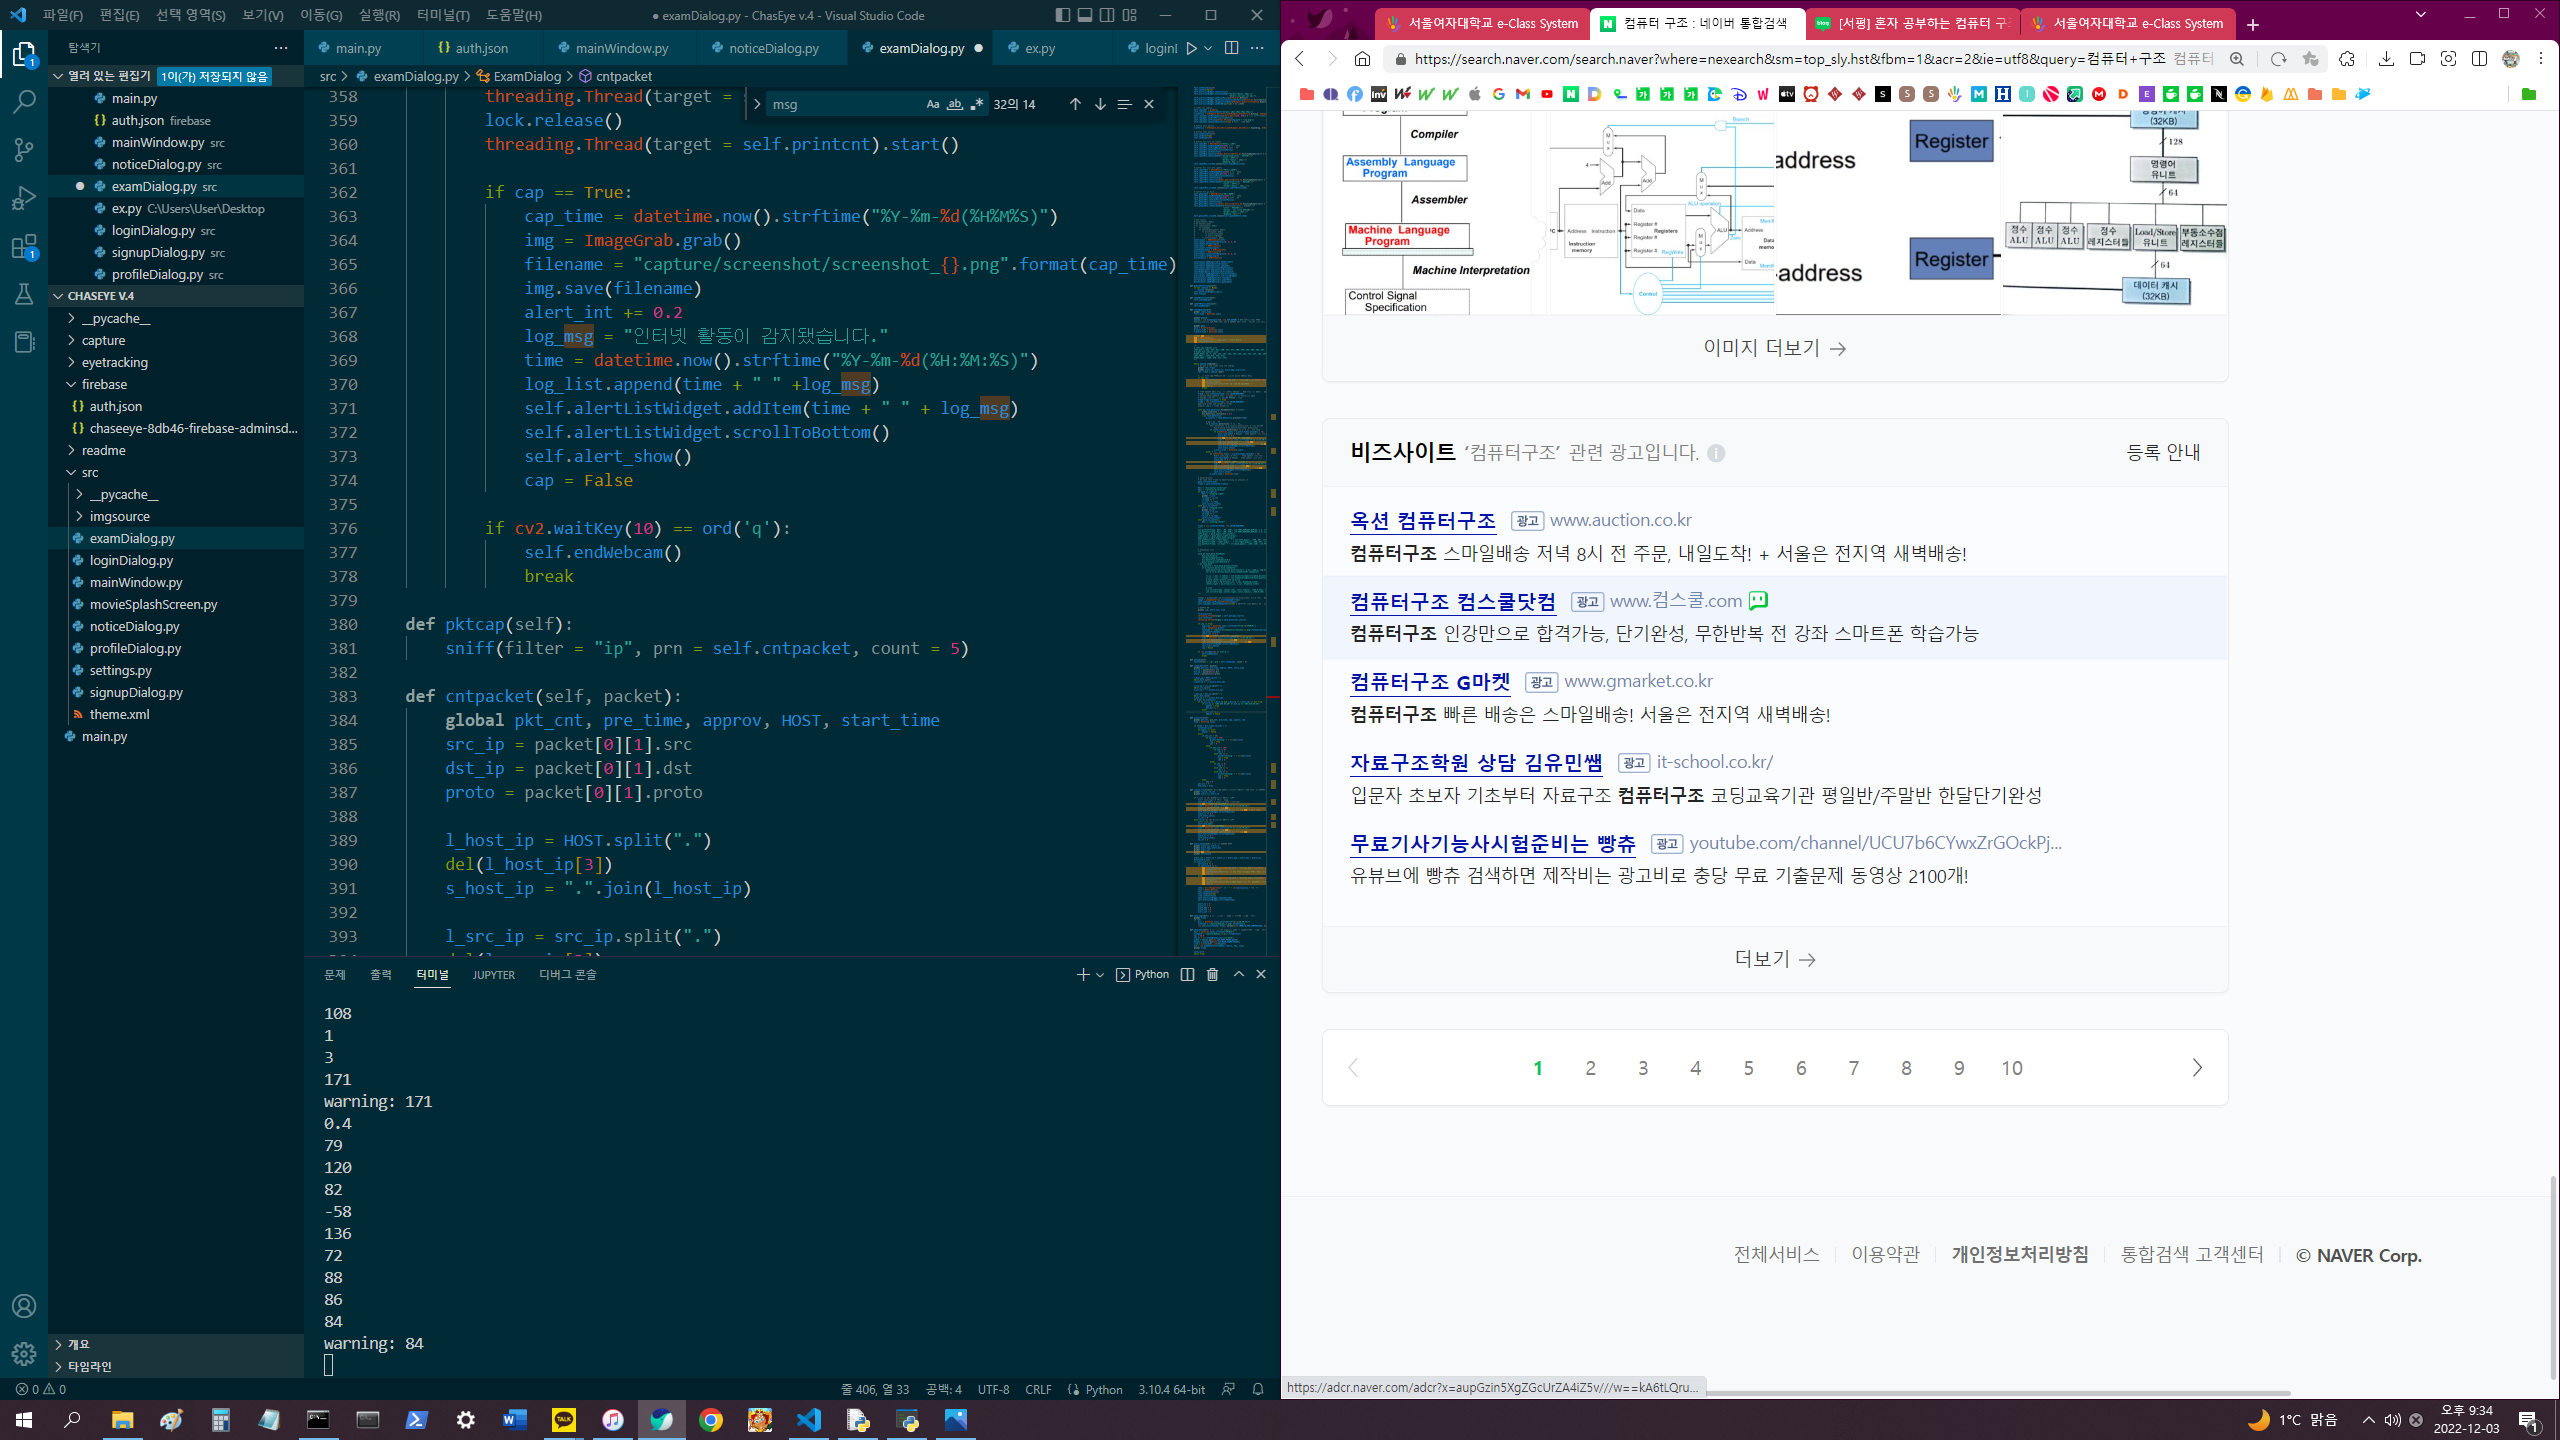 파일(F) 편집(E) 선택 영역(S) 보기(V) 이동(G) 실행(R) 터미널(T) 도움말(H)
● examDialog.py - ChasEye v.4 - Visual Studio Code
탐색기
열려 있는 편집기 1이(가) 저장되지 않음
main.py
auth.json firebase
mainWindow.py src
noticeDialog.py src
examDialog.py src
ex.py C:\Users\User\Desktop
loginDialog.py src
signupDialog.py src
profileDialog.py src
CHASEYE V.4
__pycache__
capture
eyetracking
firebase
auth.json
chaseeye-8db46-firebase-adminsd...
readme
src
__pycache__
imgsource
examDialog.py
loginDialog.py
mainWindow.py
movieSplashScreen.py
noticeDialog.py
profileDialog.py
settings.py
signupDialog.py
theme.xml
main.py
개요
타임라인
main.py auth.json mainWindow.py noticeDialog.py examDialog.py ● ex.py loginI
src > examDialog.py > ExamDialog > cntpacket
msg Aa ab 32의 14
358 threading.Thread(target =
359 lock.release()
360 threading.Thread(target = self.printcnt).start()
361
362 if cap == True:
363 cap_time = datetime.now().strftime("%Y-%m-%d(%H%M%S)")
364 img = ImageGrab.grab()
365 filename = "capture/screenshot/screenshot_{}.png".format(cap_time)
366 img.save(filename)
367 alert_int += 0.2
368 log_msg = "인터넷 활동이 감지됐습니다."
369 time = datetime.now().strftime("%Y-%m-%d(%H:%M:%S)")
370 log_list.append(time + " " +log_msg)
371 self.alertListWidget.addItem(time + " " + log_msg)
372 self.alertListWidget.scrollToBottom()
373 self.alert_show()
374 cap = False
375
376 if cv2.waitKey(10) == ord('q'):
377 self.endWebcam()
378 break
379
380 def pktcap(self):
381 sniff(filter = "ip", prn = self.cntpacket, count = 5)
382
383 def cntpacket(self, packet):
384 global pkt_cnt, pre_time, approv, HOST, start_time
385 src_ip = packet[0][1].src
386 dst_ip = packet[0][1].dst
387 proto = packet[0][1].proto
388
389 l_host_ip = HOST.split(".")
390 del(l_host_ip[3])
391 s_host_ip = ".".join(l_host_ip)
392
393 l_src_ip = src_ip.split(".")
문제 출력 터미널 JUPYTER 디버그 콘솔
Python
108
1
3
171
warning: 171
0.4
79
120
82
-58
136
72
88
86
84
warning: 84
0 0
줄 406, 열 33 공백: 4 UTF-8 CRLF Python 3.10.4 64-bit
서울여자대학교 e-Class System
컴퓨터 구조 : 네이버 통합검색
[서평] 혼자 공부하는 컴퓨터 구
서울여자대학교 e-Class System
https://search.naver.com/search.naver?where=nexearch&sm=top_sly.hst&fbm=1&acr=2&ie=utf8&query=컴퓨터+구조 컴퓨터
Compiler
Assembly Language
Program
Assembler
Machine Language
Program
Machine Interpretation
Control Signal
Specification
address
Register
address
Register
(32KB)
128
명령어
유니트
64
정수
ALU
정수
ALU
정수
ALU
정수
레지스터들
Load/Store
유니트
부동소수점
레지스터들
64
데이터 캐시
(32KB)
이미지 더보기
비즈사이트 '컴퓨터구조' 관련 광고입니다.
등록 안내
옥션 컴퓨터구조 광고 www.auction.co.kr
컴퓨터구조 스마일배송 저녁 8시 전 주문, 내일도착! + 서울은 전지역 새벽배송!
컴퓨터구조 컴스쿨닷컴 광고 www.컴스쿨.com
컴퓨터구조 인강만으로 합격가능, 단기완성, 무한반복 전 강좌 스마트폰 학습가능
컴퓨터구조 G마켓 광고 www.gmarket.co.kr
컴퓨터구조 빠른 배송은 스마일배송! 서울은 전지역 새벽배송!
자료구조학원 상담 김유민쌤 광고 it-school.co.kr/
입문자 초보자 기초부터 자료구조 컴퓨터구조 코딩교육기관 평일반/주말반 한달단기완성
무료기사기능사시험준비는 빵츄 광고 youtube.com/channel/UCU7b6CYwxZrGOckPj...
유뷰브에 빵츄 검색하면 제작비는 광고비로 충당 무료 기출문제 동영상 2100개!
더보기
1 2 3 4 5 6 7 8 9 10
전체서비스 이용약관 개인정보처리방침 통합검색 고객센터 © NAVER Corp.
https://adcr.naver.com/adcr?x=aupGzin5XgZGcUrZA4iZ5v///w==kA6tLQru...
1°C 맑음
오후 9:34
2022-12-03